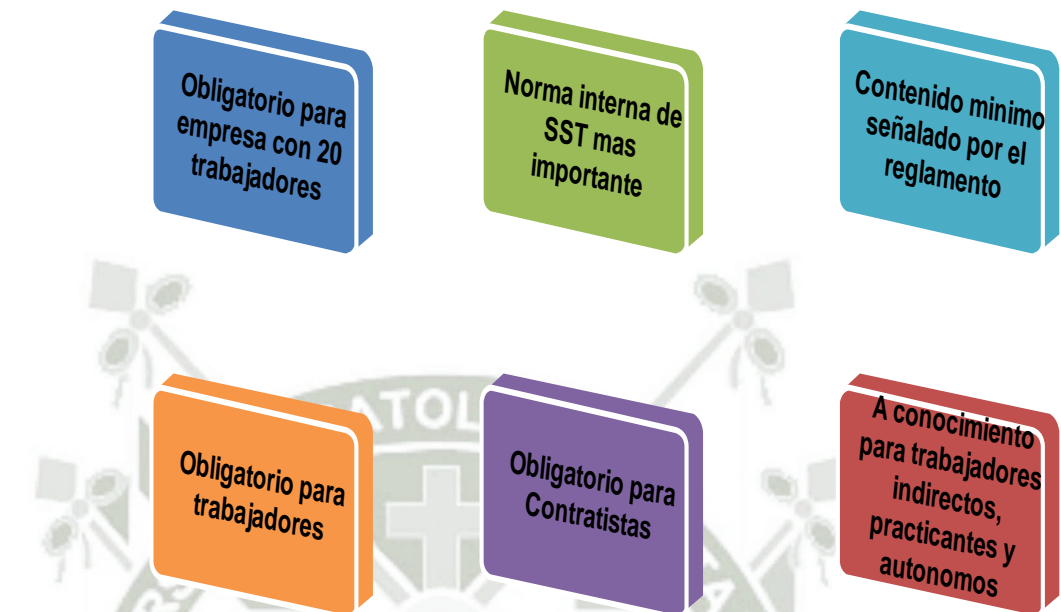 Obligatorio para
empresa con 20
trabajadores
Norma interna de
SST mas
importante
Contenido minimo
señalado por el
reglamento
Obligatorio para
trabajadores
Obligatorio para
Contratistas
A conocimiento
para trabajadores
indirectos,
practicantes y
autonomos